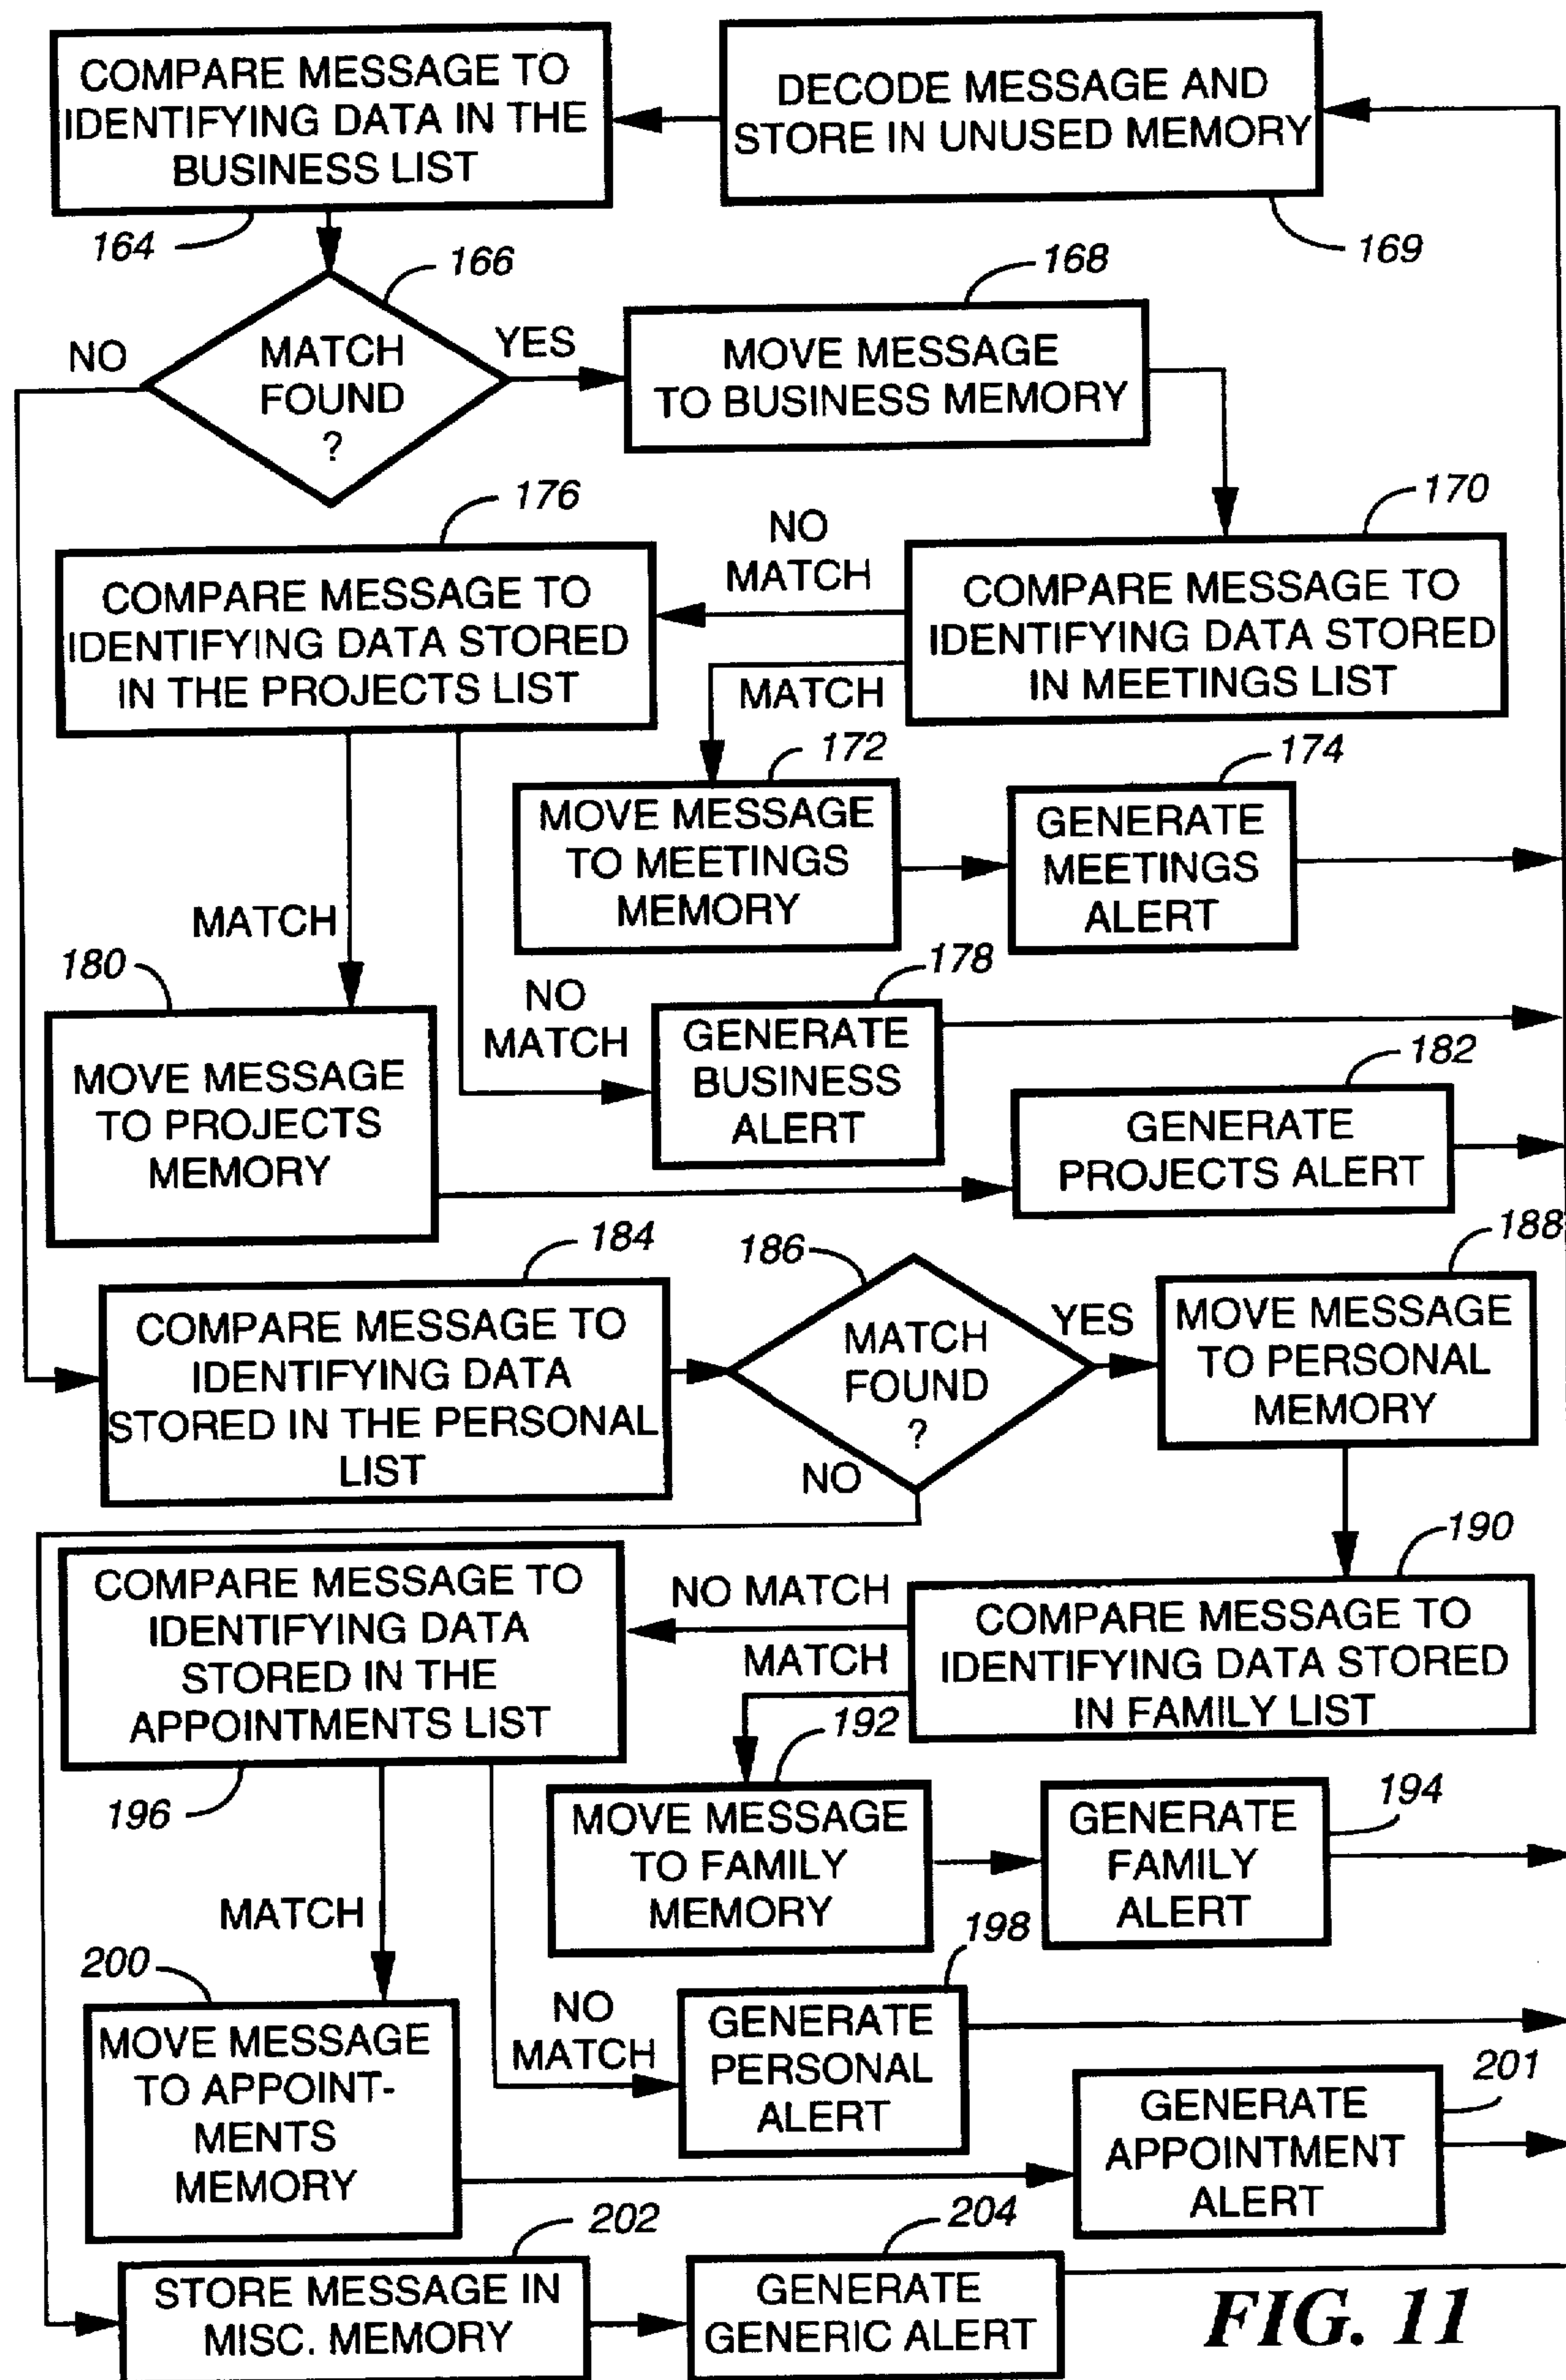 COMPARE MESSAGE TO
IDENTIFYING DATA IN THE
BUSINESS LIST
DECODE MESSAGE AND
STORE IN UNUSED MEMORY
164
169
166
168
NO
MATCH
FOUND
?
YES
MOVE MESSAGE
TO BUSINESS MEMORY
176
170
COMPARE MESSAGE TO
IDENTIFYING DATA STORED
IN THE PROJECTS LIST
NO
MATCH
COMPARE MESSAGE TO
IDENTIFYING DATA STORED
IN MEETINGS LIST
MATCH
172
174
MOVE MESSAGE
TO MEETINGS
MEMORY
GENERATE
MEETINGS
ALERT
MATCH
180
178
NO
MATCH
MOVE MESSAGE
TO PROJECTS
MEMORY
GENERATE
BUSINESS
ALERT
182
GENERATE
PROJECTS ALERT
184
186
188
COMPARE MESSAGE TO
IDENTIFYING DATA
STORED IN THE PERSONAL
LIST
MATCH
FOUND
?
YES
MOVE MESSAGE
TO PERSONAL
MEMORY
NO
190
COMPARE MESSAGE TO
IDENTIFYING DATA
STORED IN THE
APPOINTMENTS LIST
NO MATCH
MATCH
COMPARE MESSAGE TO
IDENTIFYING DATA STORED
IN FAMILY LIST
196
192
194
MOVE MESSAGE
TO FAMILY
MEMORY
GENERATE
FAMILY
ALERT
MATCH
200
198
MOVE MESSAGE
TO APPOINT-
MENTS
MEMORY
NO
MATCH
GENERATE
PERSONAL
ALERT
201
GENERATE
APPOINTMENT
ALERT
202
204
STORE MESSAGE IN
MISC. MEMORY
GENERATE
GENERIC ALERT
FIG. 11